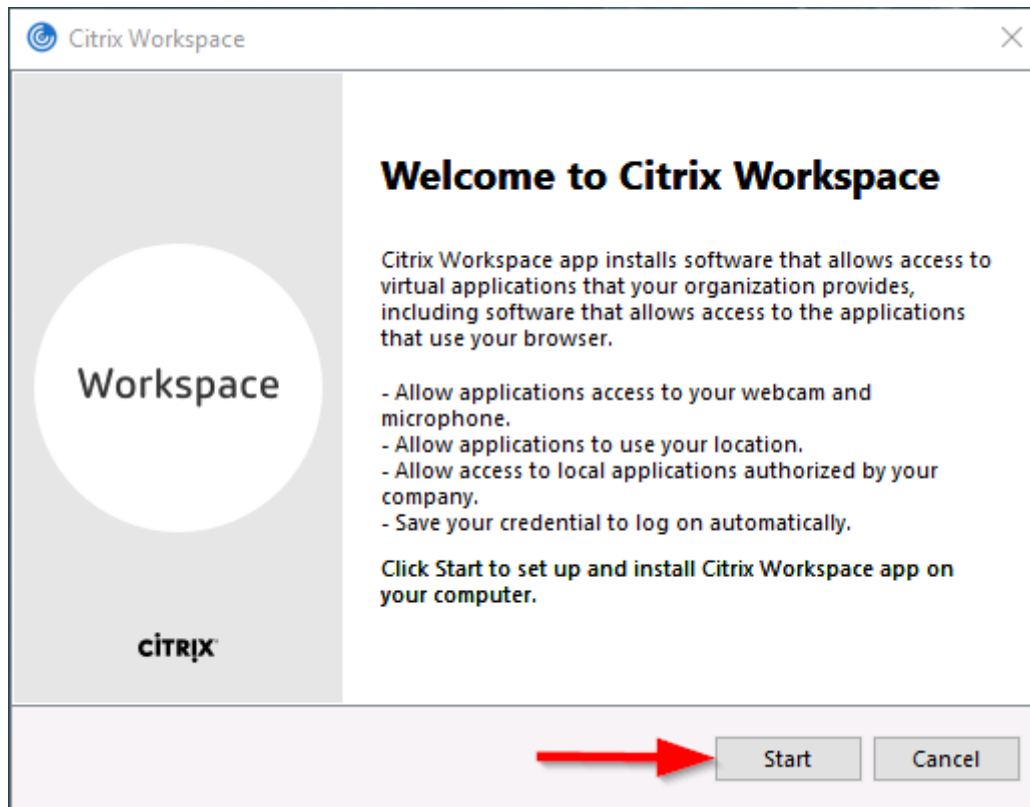 Citrix Workspace
Welcome to Citrix Workspace
Citrix Workspace app installs software that allows access to
virtual applications that your organization provides,
including software that allows access to the applications
that use your browser.
- Allow applications access to your webcam and
microphone.
- Allow applications to use your location.
- Allow access to local applications authorized by your
company.
- Save your credential to log on automatically.
Click Start to set up and install Citrix Workspace app on
your computer.
Workspace
CITRIX
Start Cancel